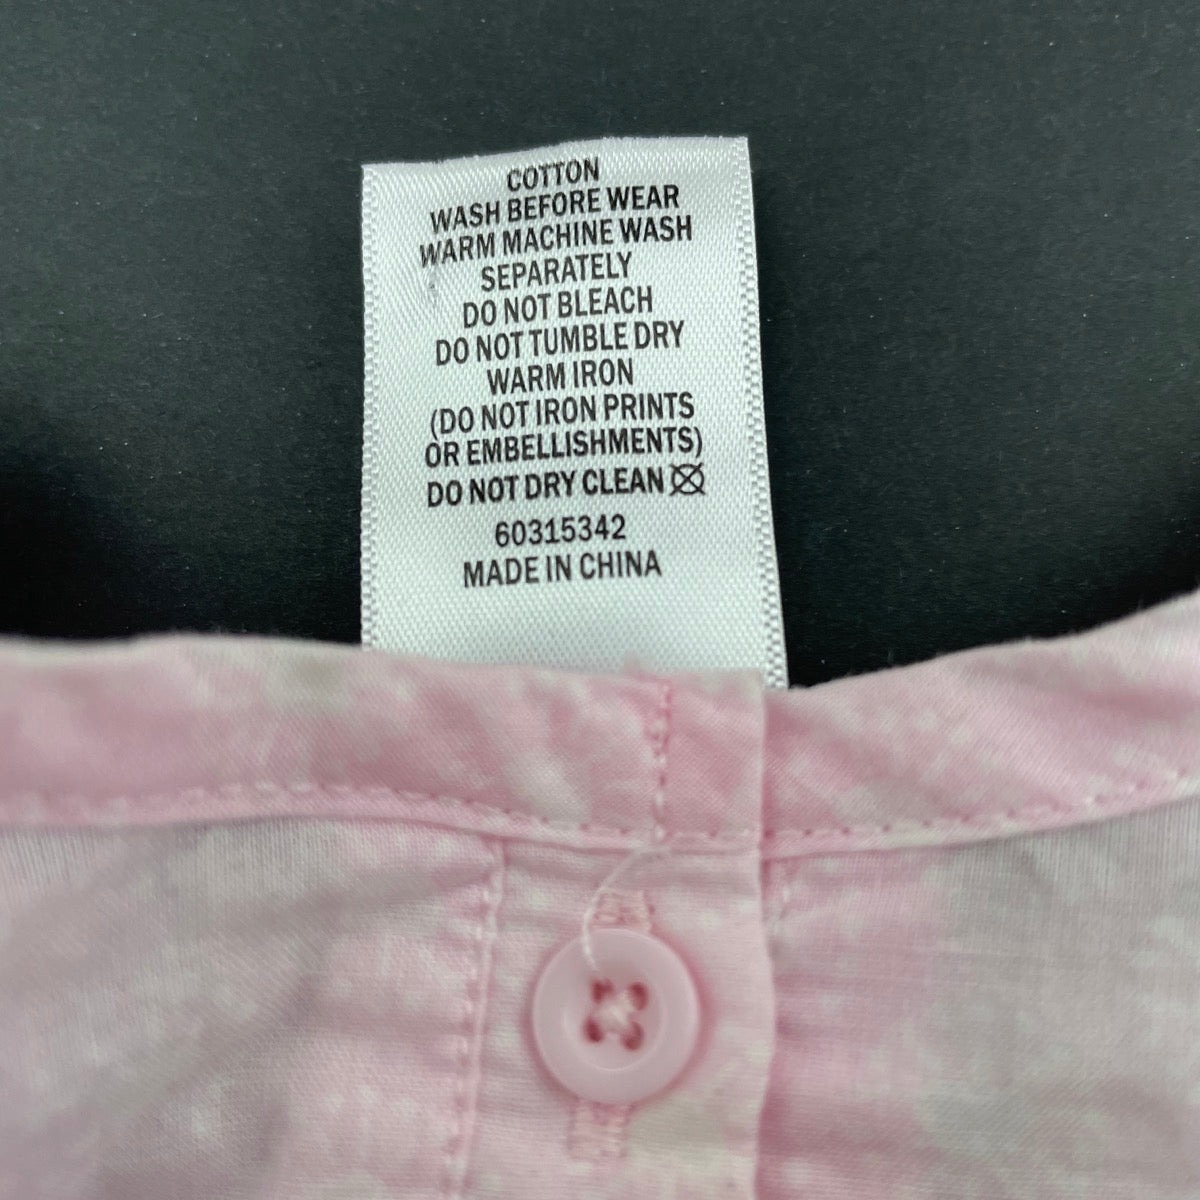 COTTON
WASH BEFORE WEAR
WARM MACHINE WASH
SEPARATELY
DO NOT BLEACH
DO NOT TUMBLE DRY
WARM IRON
(DO NOT IRON PRINTS
OR EMBELLISHMENTS)
DO NOT DRY CLEAN
60315342
MADE IN CHINA